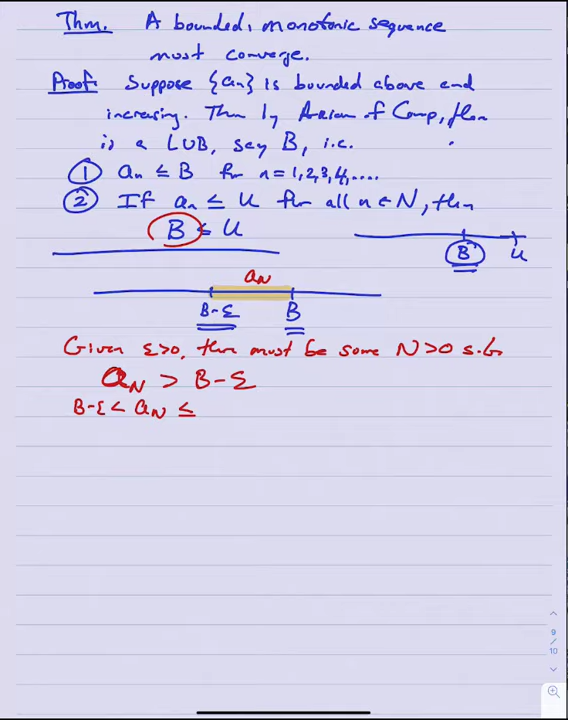 Thm. A bounded, monotonic sequence
must converge.
Proof: Suppose {an} is bounded above and
increasing. Then by Axiom of Comp, there
is a LUB, say B, i.e.
① an ≤ B for n = 1,2,3,4,....
② If an ≤ U for all n ∈ N, then
B ≤ U
B U
aN
B-ε B
Given ε>0, there must be some N>0 s.t.
aN > B-ε
B-ε < aN ≤
9
/
10